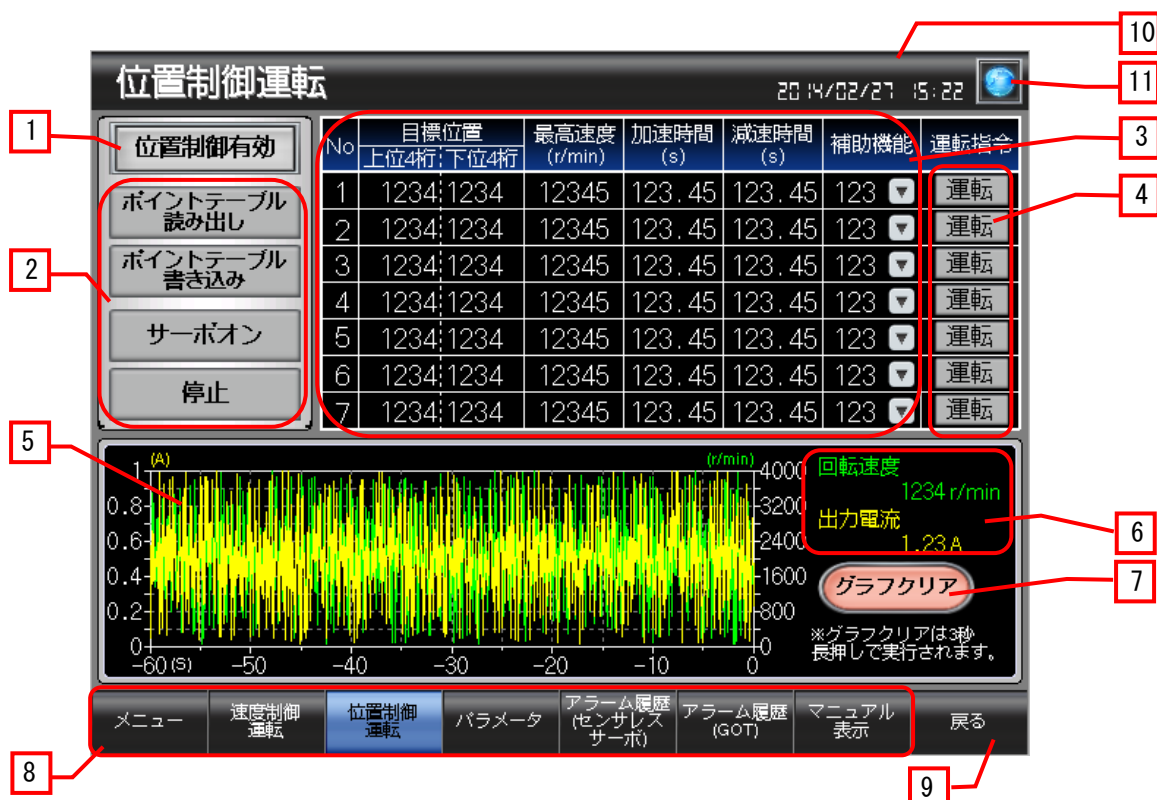 10
位置制御運転
2014/02/27 15:22
11
1
位置制御有効
No
目標位置
上位4桁
下位4桁
最高速度
(r/min)
加速時間
(s)
減速時間
(s)
補助機能
運転指令
3
2
ポイントテーブル
読み出し
ポイントテーブル
書き込み
サーボオン
停止
1 1234 1234 12345 123.45 123.45 123 運転
2 1234 1234 12345 123.45 123.45 123 運転
3 1234 1234 12345 123.45 123.45 123 運転
4 1234 1234 12345 123.45 123.45 123 運転
5 1234 1234 12345 123.45 123.45 123 運転
6 1234 1234 12345 123.45 123.45 123 運転
7 1234 1234 12345 123.45 123.45 123 運転
4
5
(A)
1
0.8
0.6
0.4
0.2
0
(r/min)
4000
3200
2400
1600
800
0
-60 (S) -50 -40 -30 -20 -10 0
回転速度
1234 r/min
出力電流
1.23 A
6
グラフクリア
7
※グラフクリアは3秒
長押しで実行されます。
メニュー
速度制御
運転
位置制御
運転
パラメータ
アラーム履歴
(センサレス
サーボ)
アラーム履歴
(GOT)
マニュアル
表示
戻る
8
9